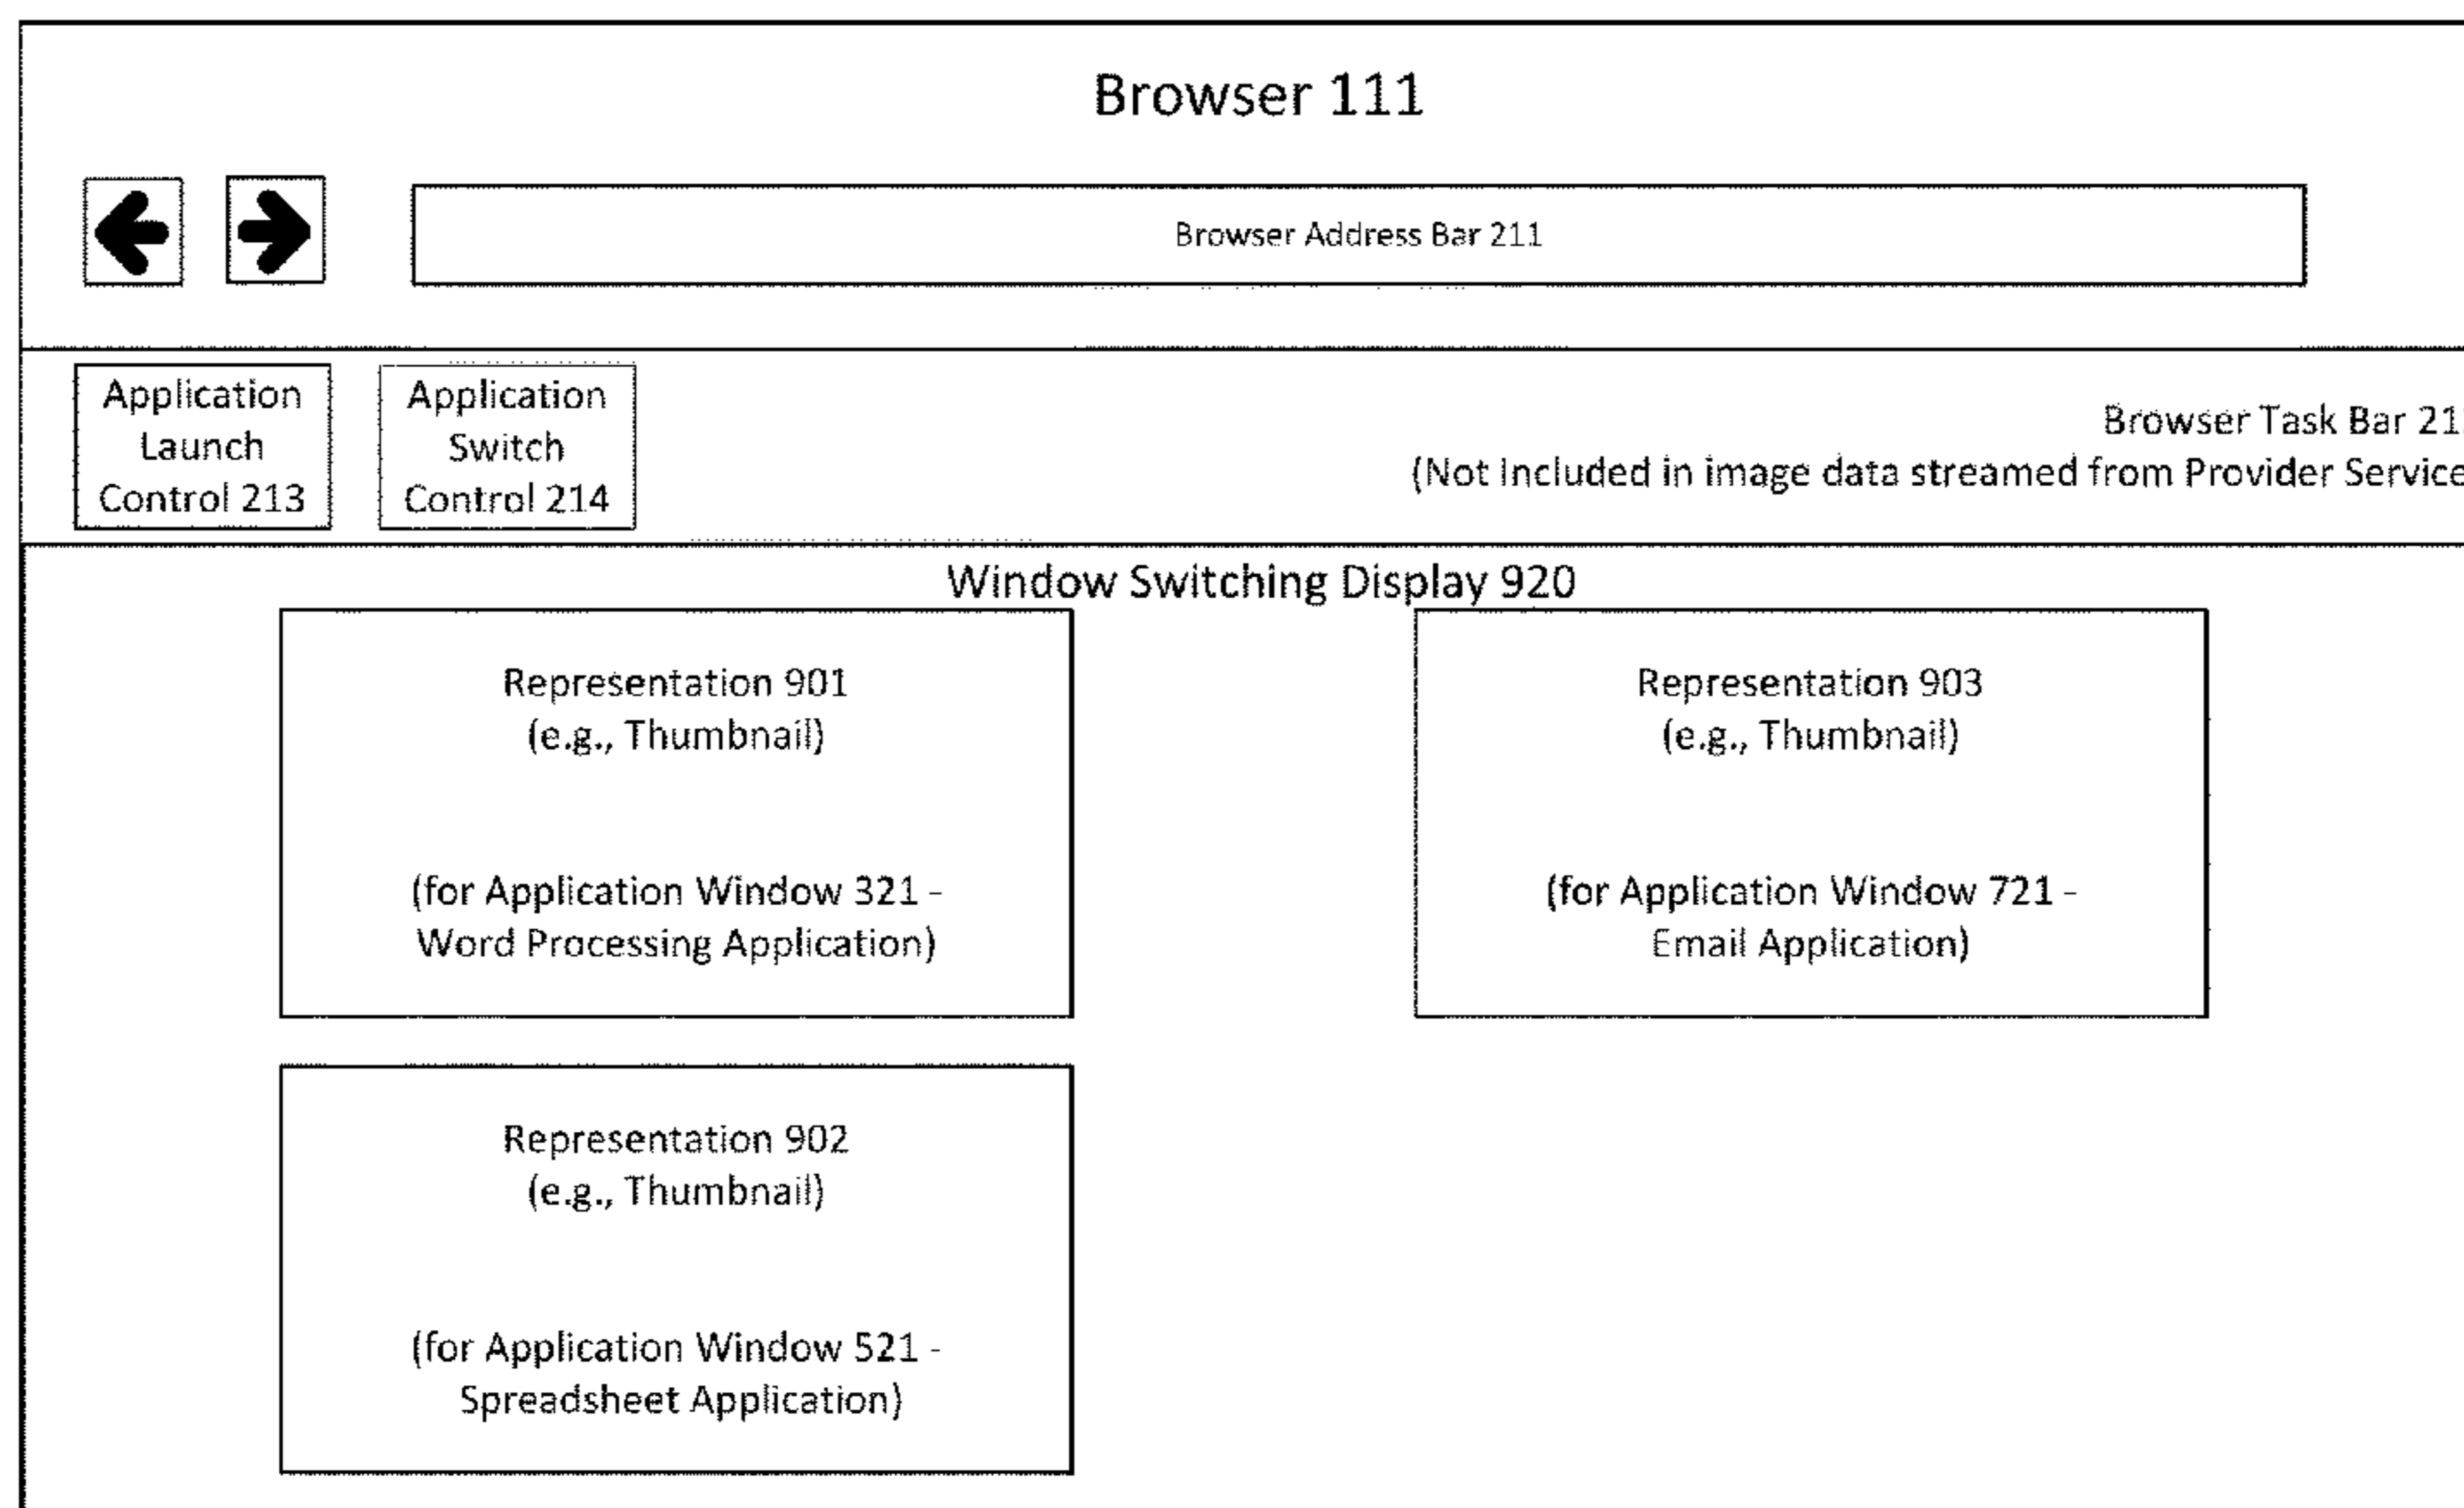 Browser 111
Browser Address Bar 211
Application
Launch
Control 213
Application
Switch
Control 214
Browser Task Bar
(Not Included in image data streamed from Provider
Window Switching Display 920
Representation 901
(e.g., Thumbnail)
(for Application Window 321 -
Word Processing Application)
Representation 903
(e.g., Thumbnail)
(for Application Window 721 -
Email Application)
Representation 902
(e.g., Thumbnail)
(for Application Window 521 -
Spreadsheet Application)